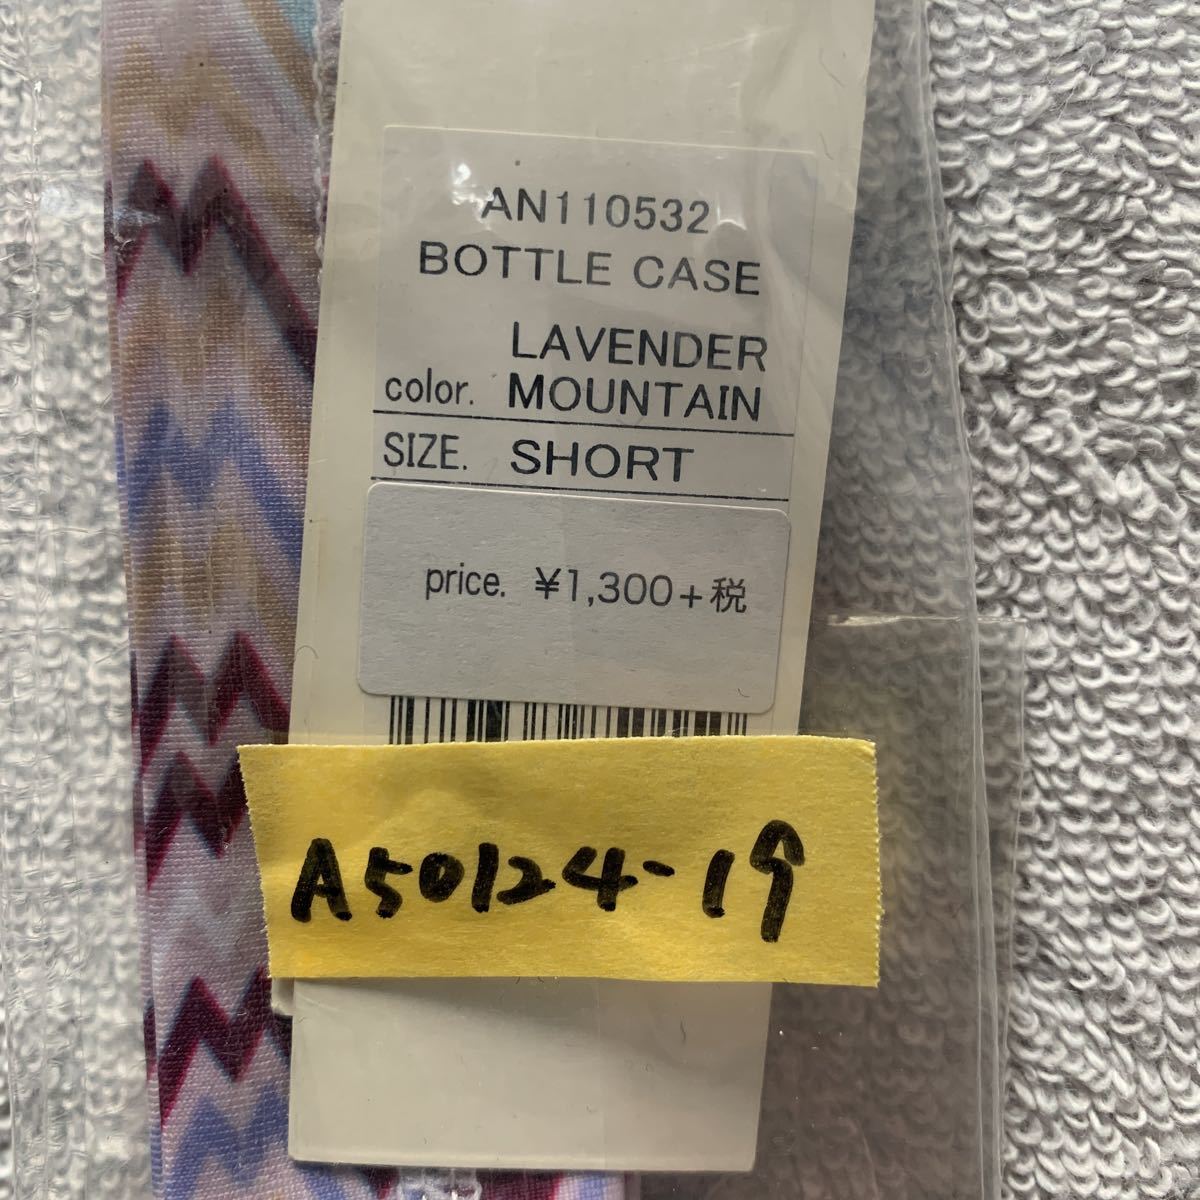 AN110532
BOTTLE CASE
LAVENDER
color. MOUNTAIN
SIZE. SHORT
price. ¥1,300+税
A50124-19